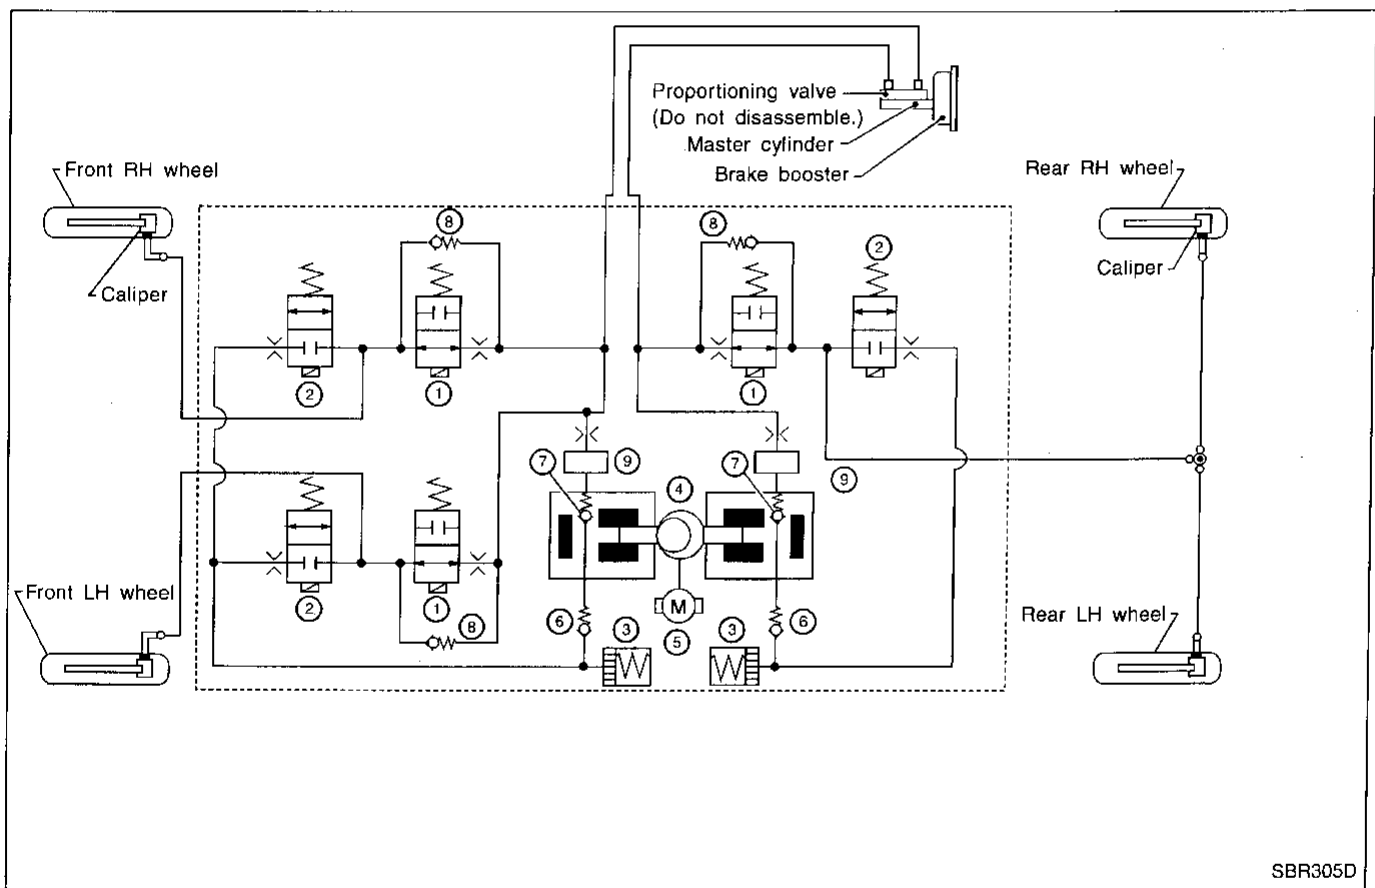 Proportioning valve
(Do not disassemble.)
Master cylinder
Brake booster
Front RH wheel
Rear RH wheel
8
8
2
Caliper
Caliper
2
1
1
7
9
4
7
9
Front LH wheel
2
1
8
6
3
M
5
3
6
Rear LH wheel
SBR305D